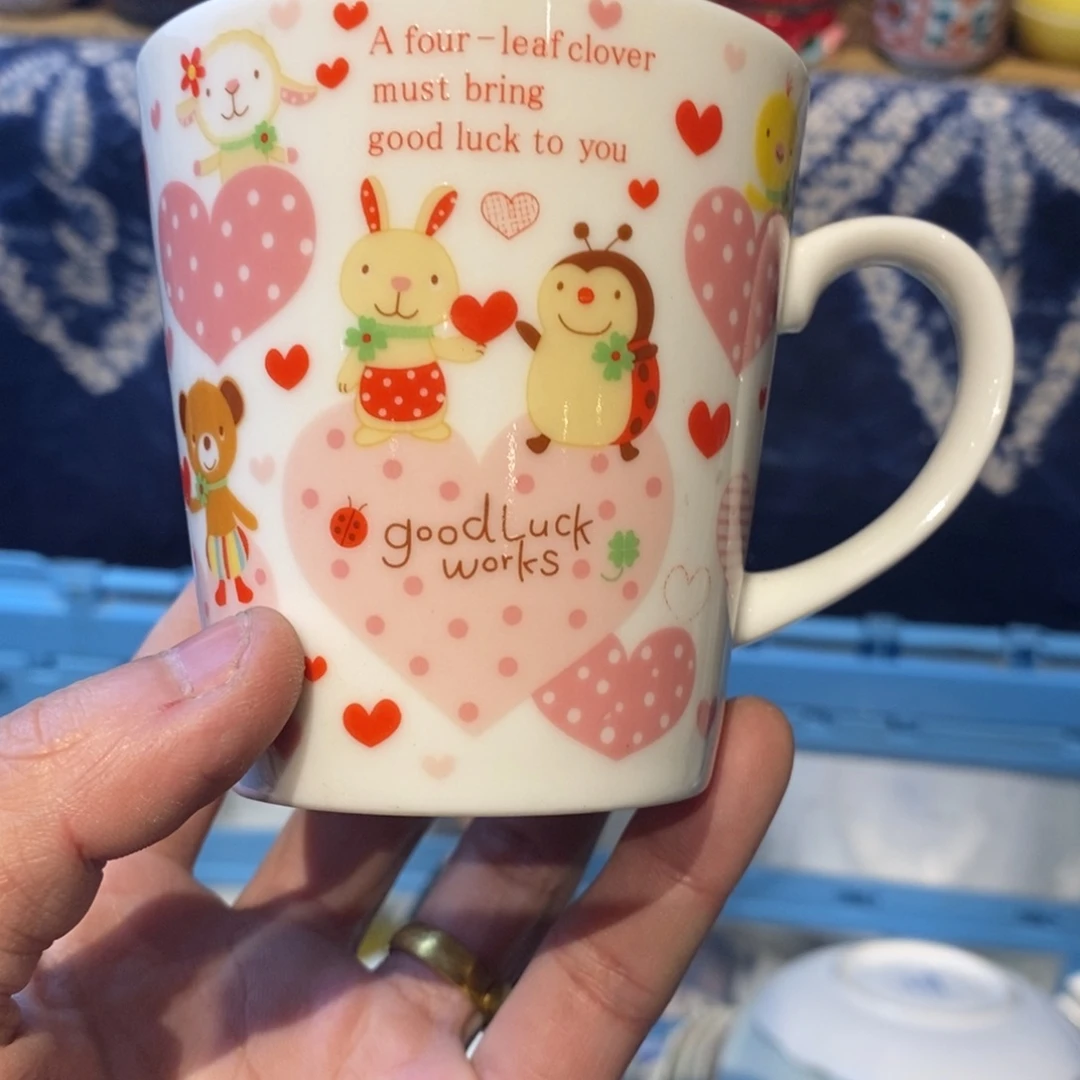 A four-leaf clover
must bring
good luck to you
goodLuck
works